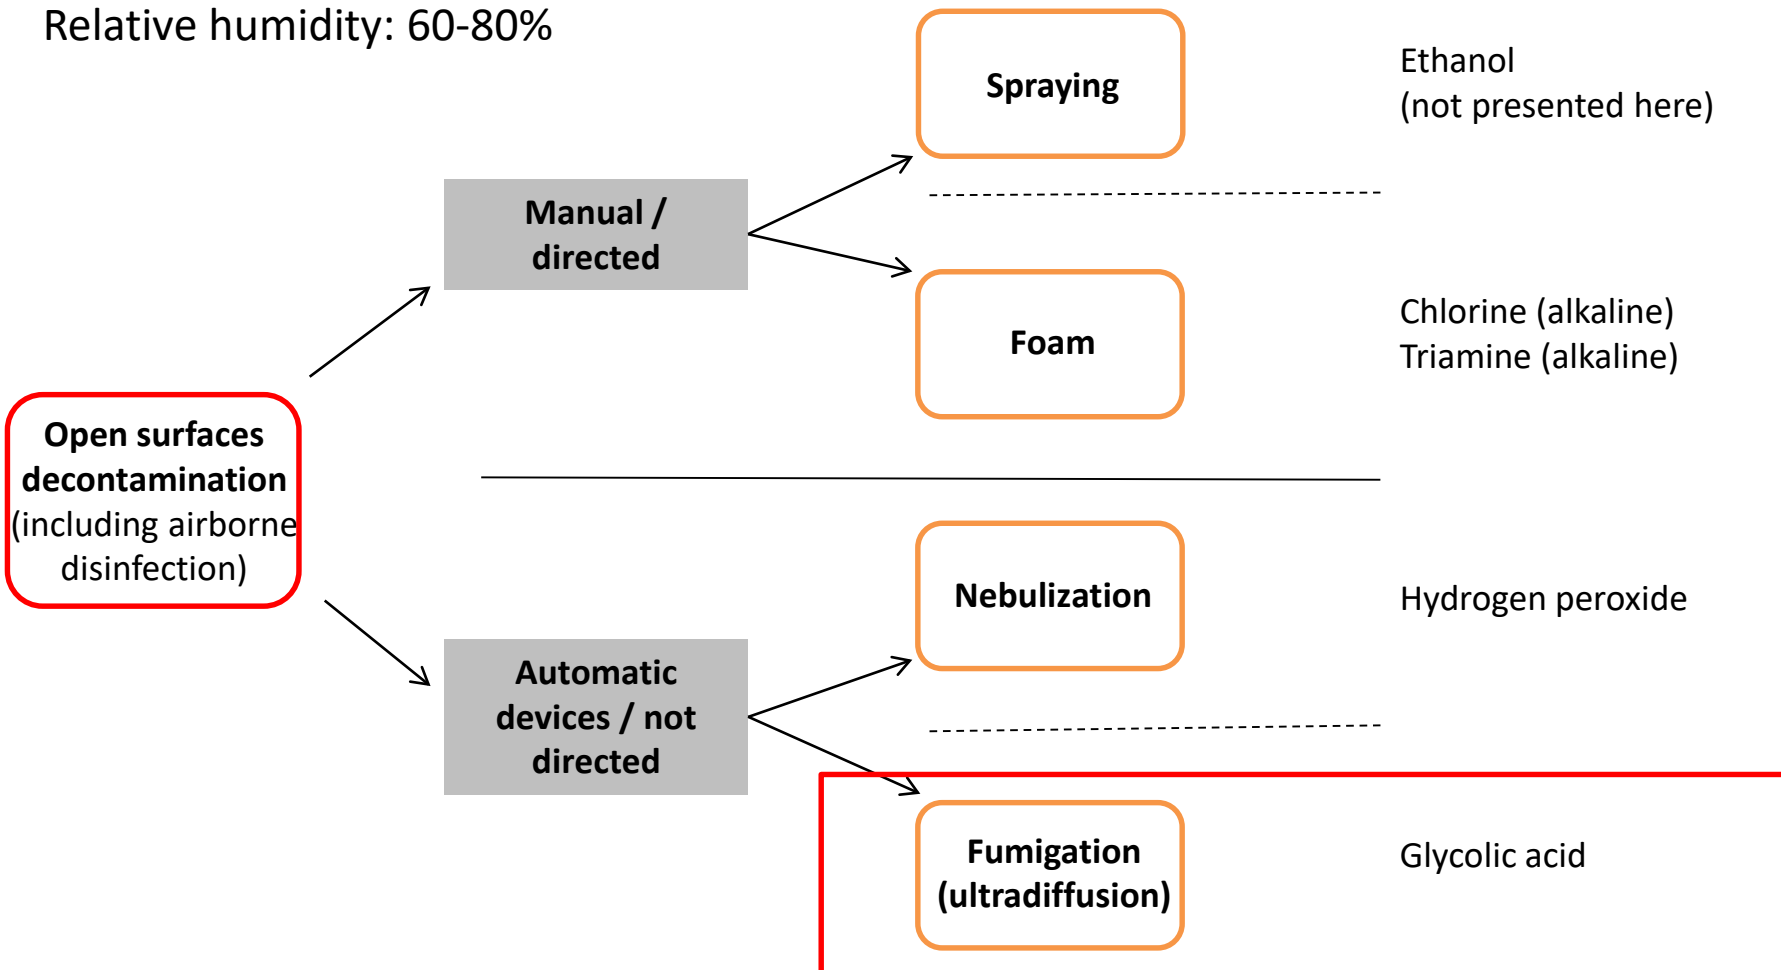 Relative humidity: 60-80%
Spraying
Ethanol
(not presented here)
Manual /
directed
Foam
Chlorine (alkaline)
Triamine (alkaline)
Open surfaces
decontamination
(including airborne
disinfection)
Nebulization
Hydrogen peroxide
Automatic
devices / not
directed
Fumigation
(ultradiffusion)
Glycolic acid